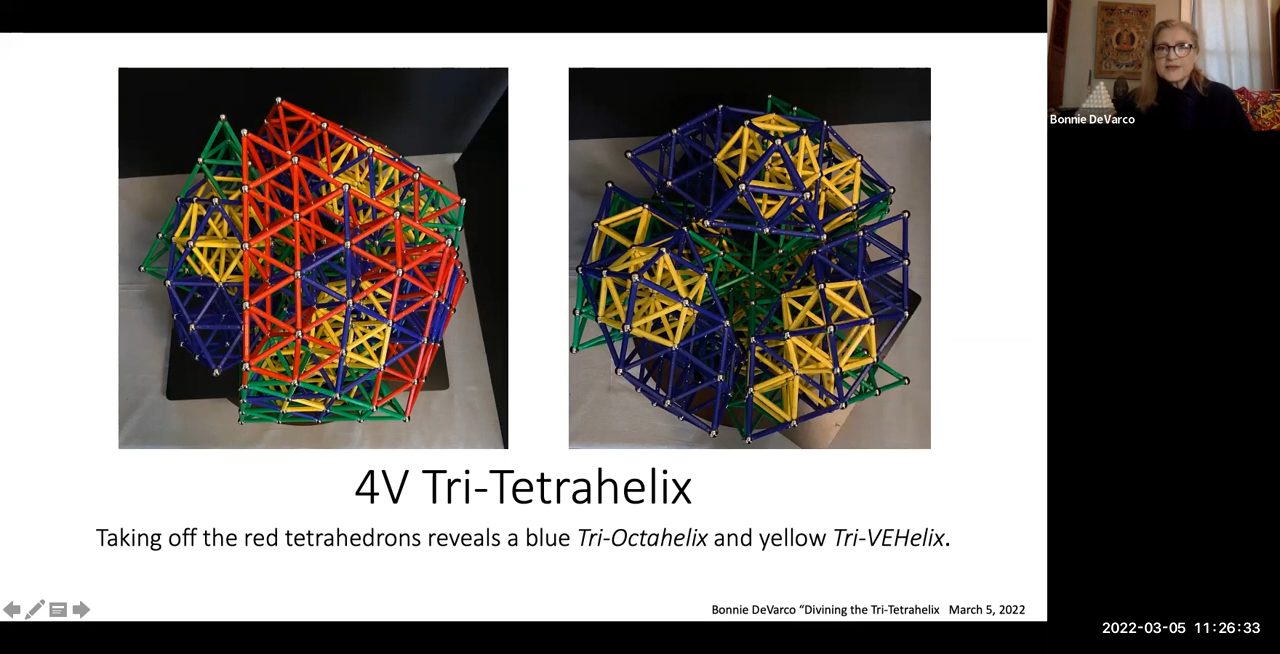 Bonnie DeVarco
4V Tri-Tetrahelix
Taking off the red tetrahedrons reveals a blue Tri-Octahelix and yellow Tri-VEHelix.
Bonnie DeVarco “Divining the Tri-Tetrahelix March 5, 2022
2022-03-05 11:26:33